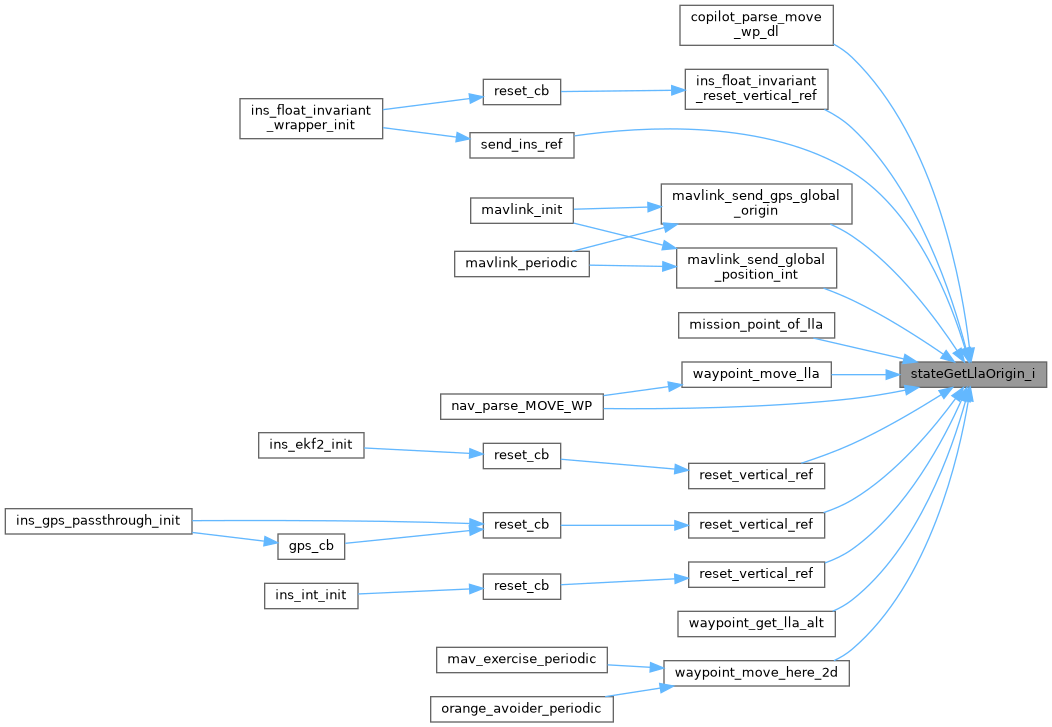 copilot_parse_move
_wp_dl
ins_float_invariant
_reset_vertical_ref
reset_cb
ins_float_invariant
_wrapper_init
send_ins_ref
mavlink_send_gps_global
_origin
mavlink_init
mavlink_periodic
mavlink_send_global
_position_int
mission_point_of_lla
stateGetLlaOrigin_i
waypoint_move_lla
nav_parse_MOVE_WP
ins_ekf2_init
reset_cb
reset_vertical_ref
ins_gps_passthrough_init
reset_cb
reset_vertical_ref
gps_cb
reset_vertical_ref
reset_cb
ins_int_init
waypoint_get_lla_alt
mav_exercise_periodic
waypoint_move_here_2d
orange_avoider_periodic